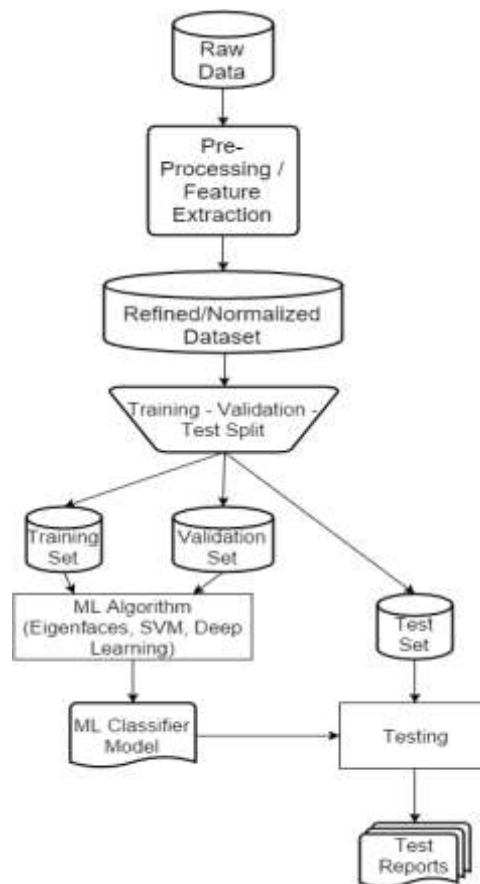 Raw
Data
Pre-
Processing /
Feature
Extraction
Refined/Normalized
Dataset
Training - Validation -
Test Split
Training
Set
Validation
Set
ML Algorithm
(Eigenfaces, SVM, Deep
Learning)
Test
Set
ML Classifier
Model
Testing
Test
Reports